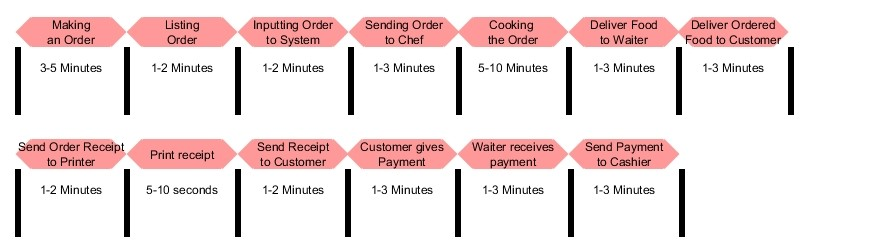 Making
an Order
Listing
Order
Inputting Order
to System
Sending Order
to Chef
Cooking
the Order
Deliver Food
to Waiter
Deliver Ordered
Food to Customer
3-5 Minutes
1-2 Minutes
1-2 Minutes
1-3 Minutes
5-10 Minutes
1-3 Minutes
1-3 Minutes
Send Order Receipt
to Printer
Print receipt
Send Receipt
to Customer
Customer gives
Payment
Waiter receives
payment
Send Payment
to Cashier
1-2 Minutes
5-10 seconds
1-2 Minutes
1-3 Minutes
1-3 Minutes
1-3 Minutes